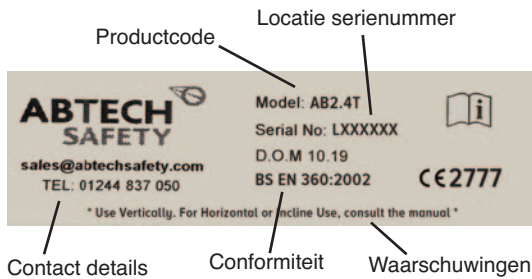 Locatie serienummer
Productcode
ABTECH
SAFETY
sales@abtechsafety.com
TEL: 01244 837 050
Model: AB2.4T
Serial No: LXXXXXX
D.O.M 10.19
BS EN 360:2002
i
CE2777
* Use Vertically. For Horizontal or Incline Use, consult the manual *
Contact details
Conformiteit
Waarschuwingen